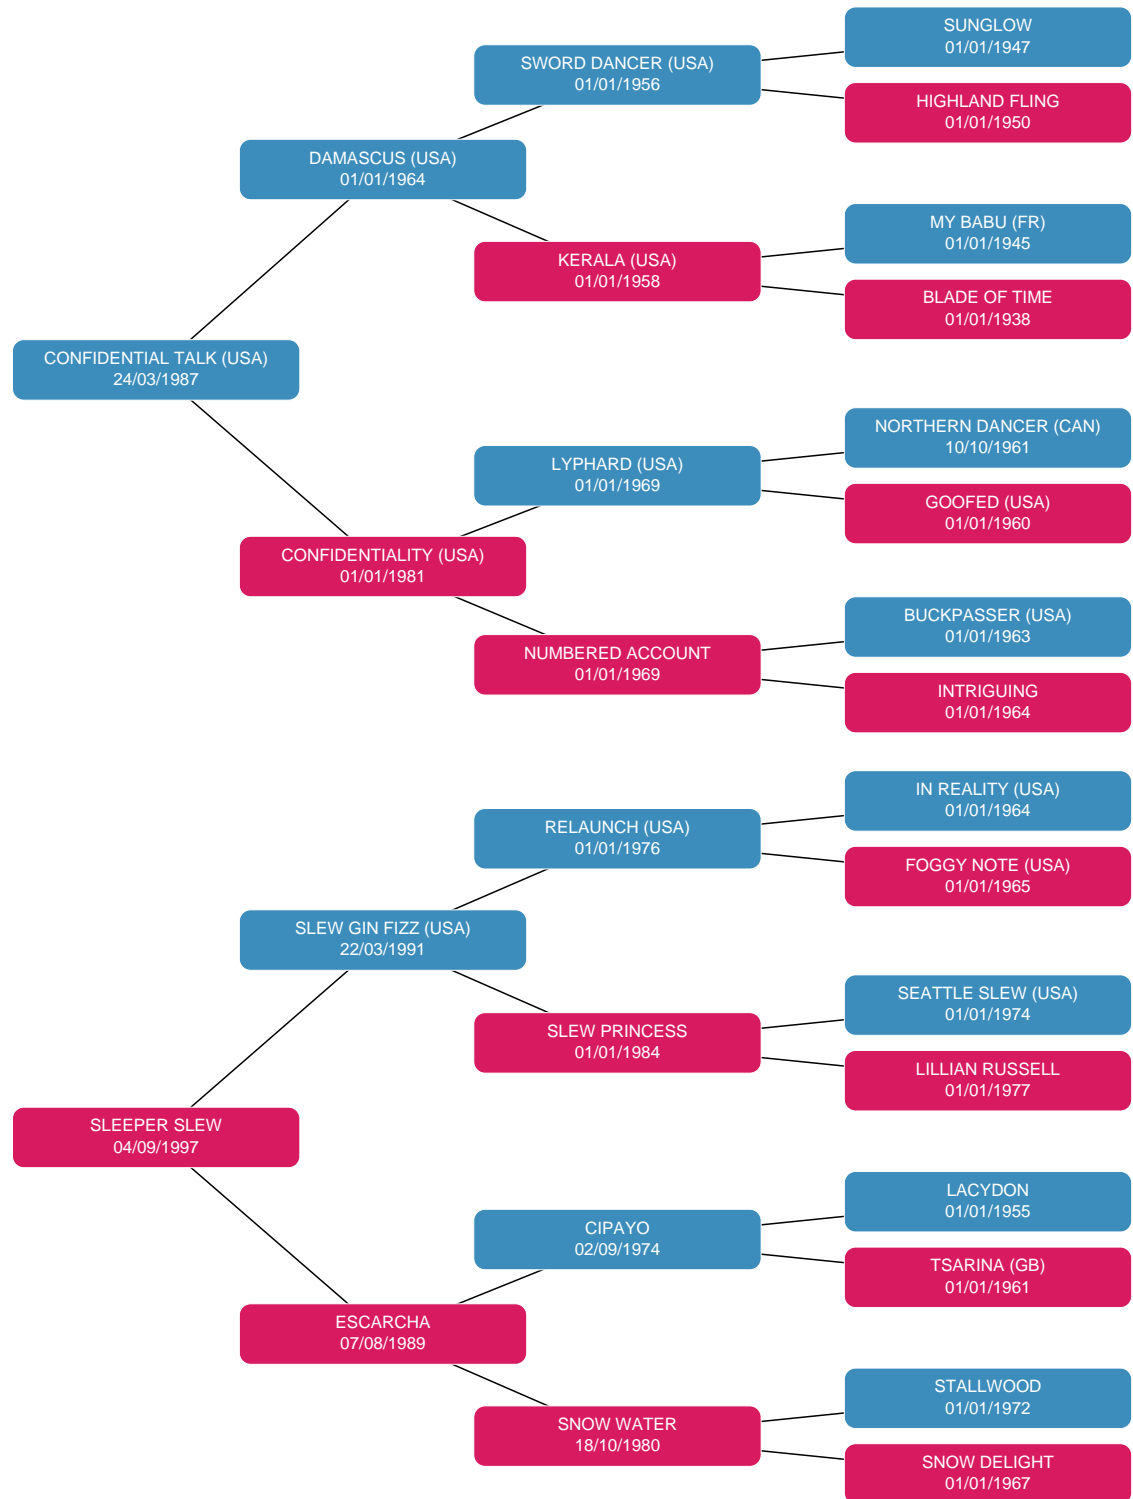 SUNGLOW
01/01/1947
SWORD DANCER (USA)
01/01/1956
HIGHLAND FLING
01/01/1950
DAMASCUS (USA)
01/01/1964
MY BABU (FR)
01/01/1945
KERALA (USA)
01/01/1958
BLADE OF TIME
01/01/1938
CONFIDENTIAL TALK (USA)
24/03/1987
NORTHERN DANCER (CAN)
10/10/1961
LYPHARD (USA)
01/01/1969
GOOFED (USA)
01/01/1960
CONFIDENTIALITY (USA)
01/01/1981
BUCKPASSER (USA)
01/01/1963
NUMBERED ACCOUNT
01/01/1969
INTRIGUING
01/01/1964
IN REALITY (USA)
01/01/1964
RELAUNCH (USA)
01/01/1976
FOGGY NOTE (USA)
01/01/1965
SLEW GIN FIZZ (USA)
22/03/1991
SEATTLE SLEW (USA)
01/01/1974
SLEW PRINCESS
01/01/1984
LILLIAN RUSSELL
01/01/1977
SLEEPER SLEW
04/09/1997
LACYDON
01/01/1955
CIPAYO
02/09/1974
TSARINA (GB)
01/01/1961
ESCARCHA
07/08/1989
STALLWOOD
01/01/1972
SNOW WATER
18/10/1980
SNOW DELIGHT
01/01/1967